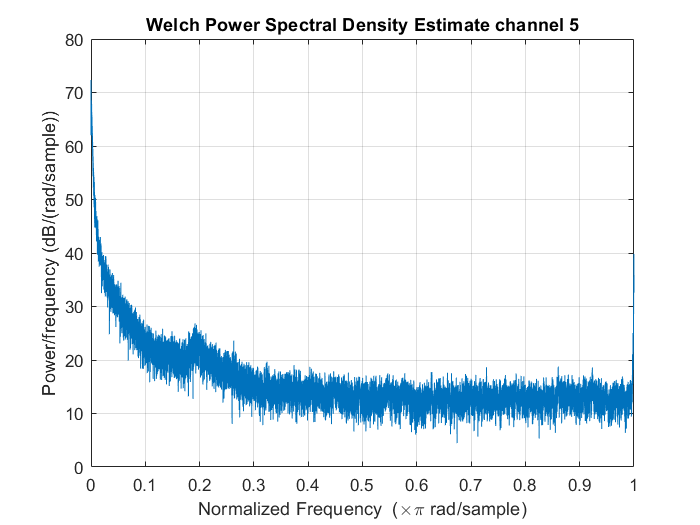 Welch Power Spectral Density Estimate channel 5
80
70
60
50
40
30
20
10
0
Power/frequency (dB/(rad/sample))
0 0.1 0.2 0.3 0.4 0.5 0.6 0.7 0.8 0.9 1
Normalized Frequency (×π rad/sample)